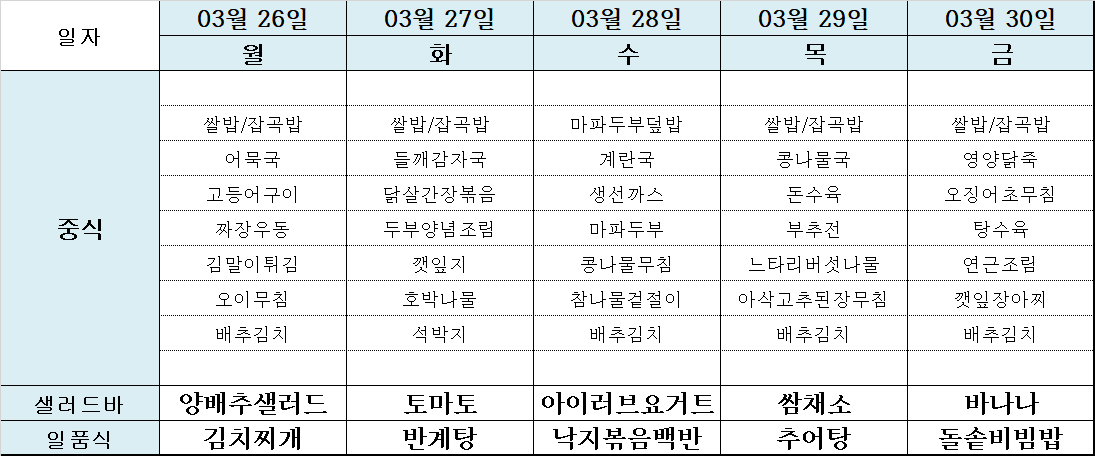 일자 03월 26일 03월 27일 03월 28일 03월 29일 03월 30일
월 화 수 목 금
중식
쌀밥/잡곡밥 쌀밥/잡곡밥 마파두부덮밥 쌀밥/잡곡밥 쌀밥/잡곡밥
어묵국 들깨감자국 계란국 콩나물국 영양닭죽
고등어구이 닭살간장볶음 생선까스 돈수육 오징어초무침
짜장우동 두부양념조림 마파두부 부추전 탕수육
김말이튀김 깻잎지 콩나물무침 느타리버섯나물 연근조림
오이무침 호박나물 참나물겉절이 아삭고추된장무침 깻잎장아찌
배추김치 석박지 배추김치 배추김치 배추김치
샐러드바 양배추샐러드 토마토 아이러브요거트 쌈채소 바나나
일품식 김치찌개 반계탕 낙지볶음백반 추어탕 돌솥비빔밥